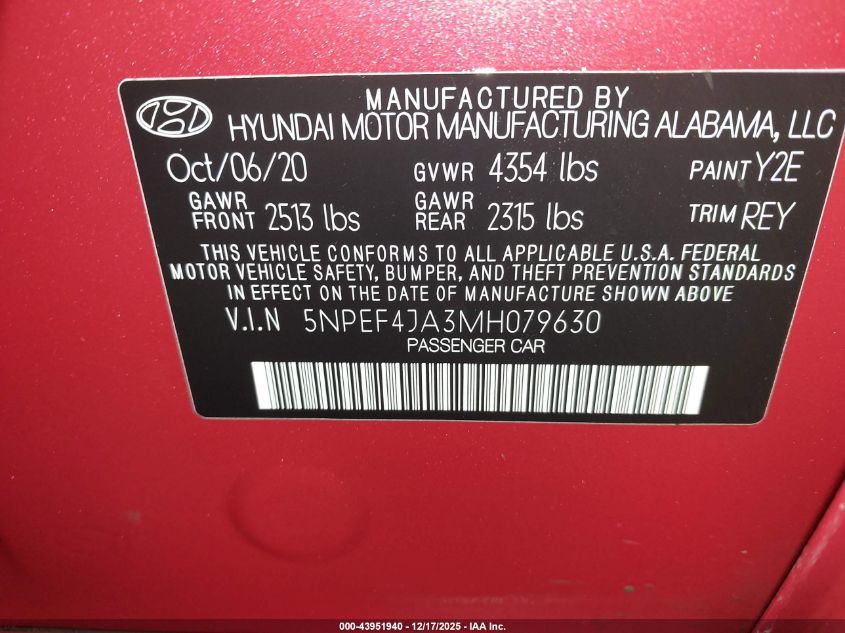 MANUFACTURED BY
HYUNDAI MOTOR MANUFACTURING ALABAMA, LLC
Oct/06/20 GVWR 4354 lbs PAINT Y2E
GAWR FRONT 2513 lbs GAWR REAR 2315 lbs TRIM REY
THIS VEHICLE CONFORMS TO ALL APPLICABLE U.S.A. FEDERAL
MOTOR VEHICLE SAFETY, BUMPER, AND THEFT PREVENTION STANDARDS
IN EFFECT ON THE DATE OF MANUFACTURE SHOWN ABOVE
V.I.N 5NPEF4JA3MH079630
PASSENGER CAR
000-43951940 - 12/17/2025 - IAA Inc.